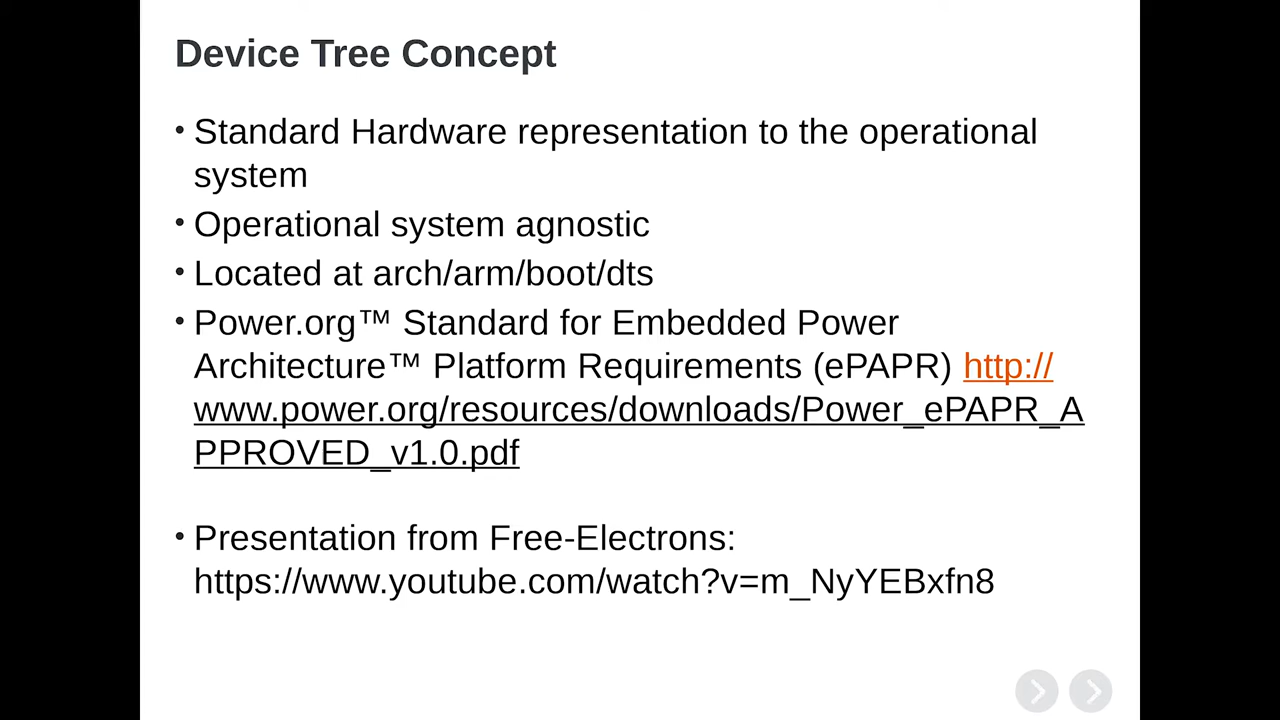 Device Tree Concept
• Standard Hardware representation to the operational
system
• Operational system agnostic
• Located at arch/arm/boot/dts
• Power.org™ Standard for Embedded Power
Architecture™ Platform Requirements (ePAPR) http://
www.power.org/resources/downloads/Power_ePAPR_A
PPROVED_v1.0.pdf
• Presentation from Free-Electrons:
https://www.youtube.com/watch?v=m_NyYEBxfn8